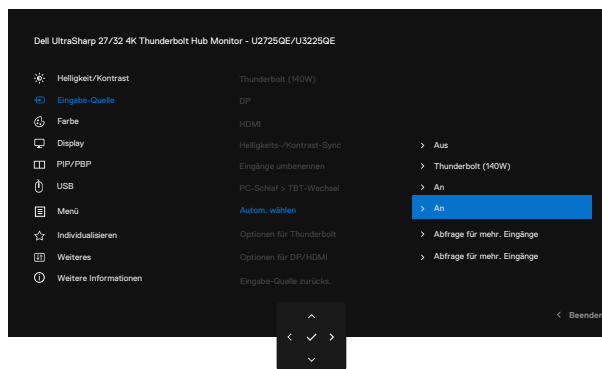 Dell UltraSharp 27/32 4K Thunderbolt Hub Monitor - U2725QE/U3225QE
Helligkeit/Kontrast
Thunderbolt (140W)
Eingabe-Quelle
DP
Farbe
HDMI
Display
Helligkeits-/Kontrast-Sync
Aus
PIP/PBP
Eingänge umbenennen
Thunderbolt (140W)
USB
PC-Schlaf > TBT-Wechsel
An
Menü
Autom. wählen
An
Individualisieren
Optionen für Thunderbolt
Abfrage für mehr. Eingänge
Weiteres
Optionen für DP/HDMI
Abfrage für mehr. Eingänge
Weitere Informationen
Eingabe-Quelle zurücks.
Beenden